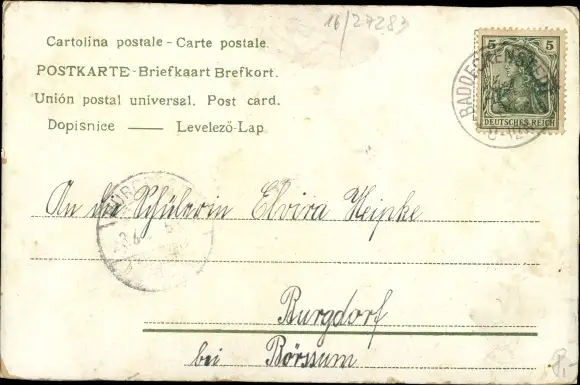 16/27283
Cartolina postale - Carte postale.
POSTKARTE - Briefkaart Brefkort.
Unión postal universal. Post card.
Dopisnice — Levelező-Lap.
5 5
DEUTSCHES REICH
An die Schülerin Elvira Heipke
Burgdorf
bei Börssum